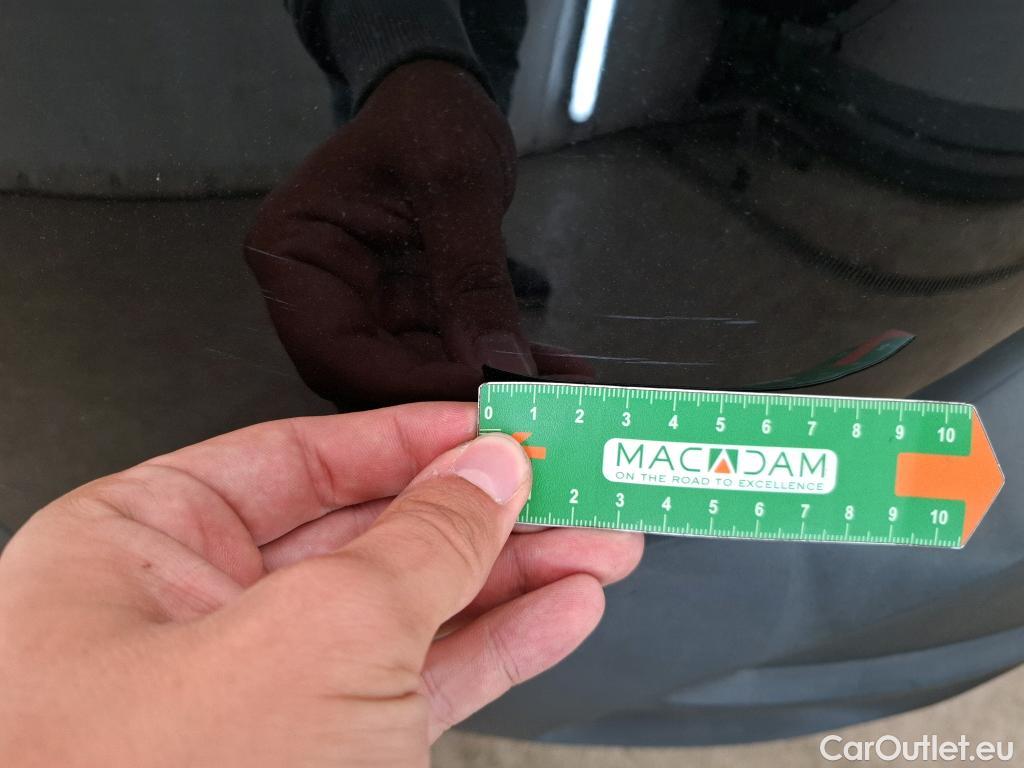 0 1 2 3 4 5 6 7 8 9 10
MACADAM
ON THE ROAD TO EXCELLENCE
2 3 4 5 6 7 8 9 10
CarOutlet.eu